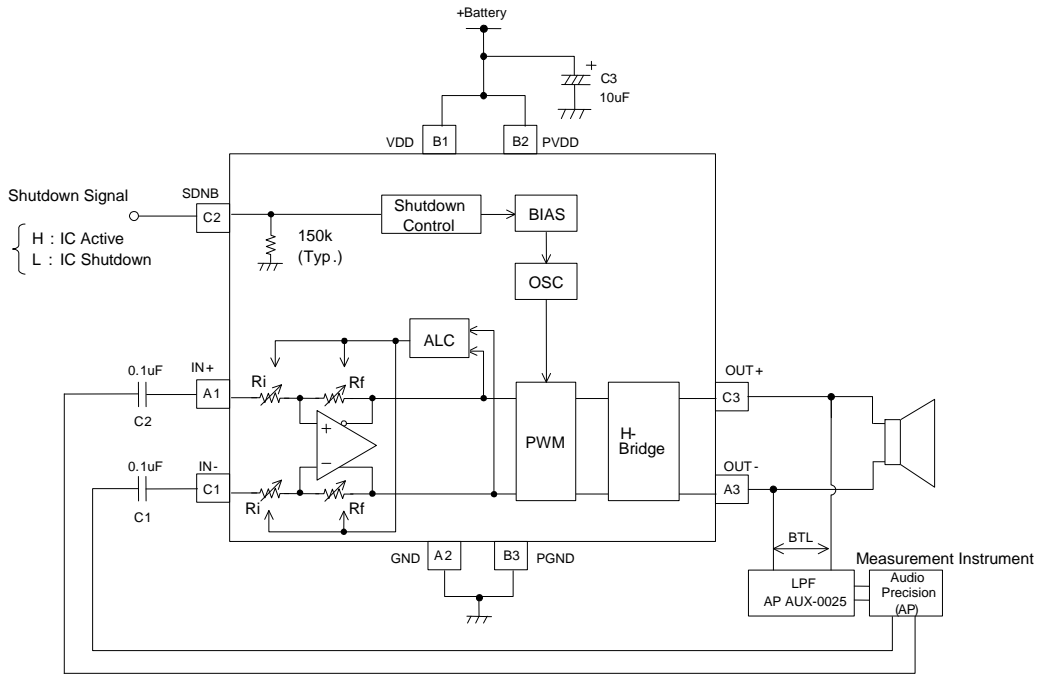 +Battery
+
C3
10uF
VDD
B1
B2
PVDD
SDNB
Shutdown Signal
C2
H : IC Active
L : IC Shutdown
150k
(Typ.)
Shutdown
Control
BIAS
OSC
ALC
0.1uF
IN+
A1
C2
Ri
Rf
+
−
0.1uF
IN-
C1
C1
Ri
Rf
PWM
H-
Bridge
OUT+
C3
OUT-
A3
BTL
GND
A2
B3
PGND
Measurement Instrument
LPF
AP AUX-0025
Audio
Precision
(AP)